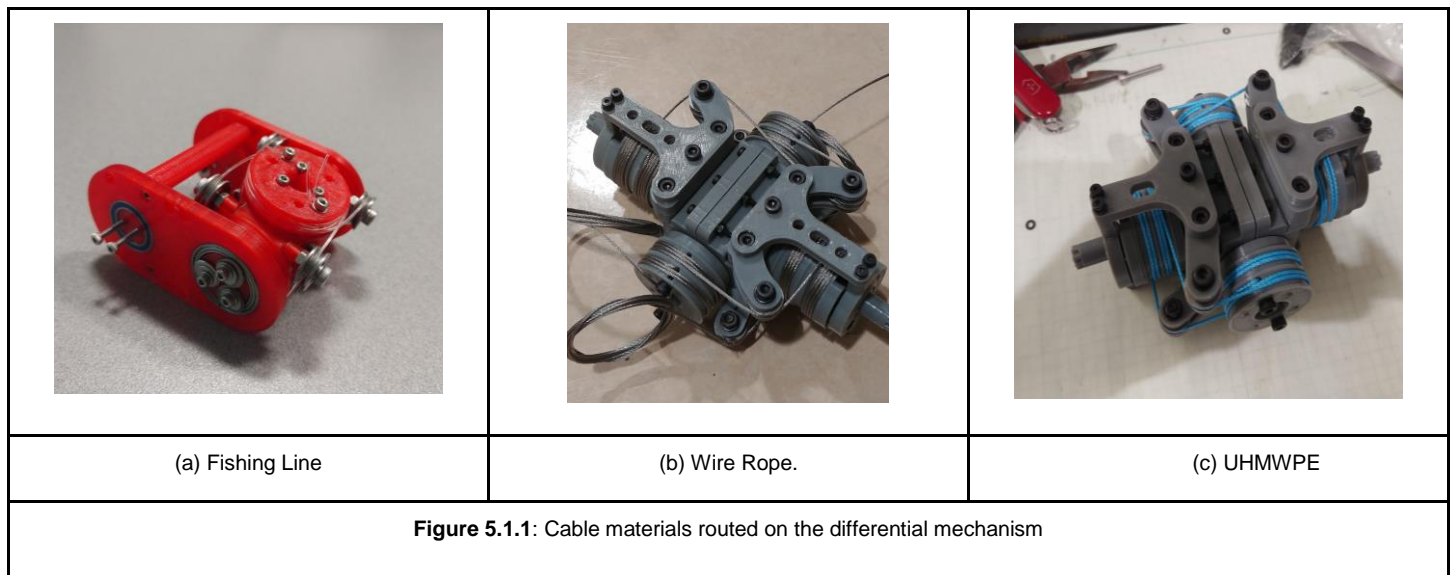 (a) Fishing Line
(b) Wire Rope.
(c) UHMWPE
Figure 5.1.1: Cable materials routed on the differential mechanism